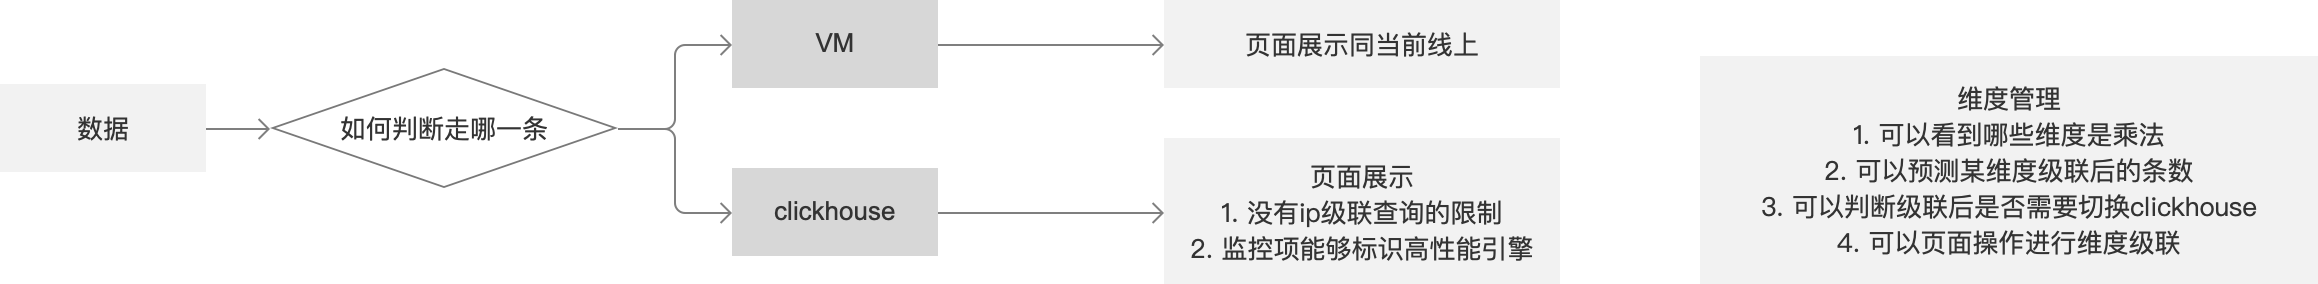 数据
如何判断走哪一条
VM
clickhouse
页面展示同当前线上
页面展示
1. 没有ip级联查询的限制
2. 监控项能够标识高性能引擎
维度管理
1. 可以看到哪些维度是乘法
2. 可以预测某维度级联后的条数
3. 可以判断级联后是否需要切换clickhouse
4. 可以页面操作进行维度级联